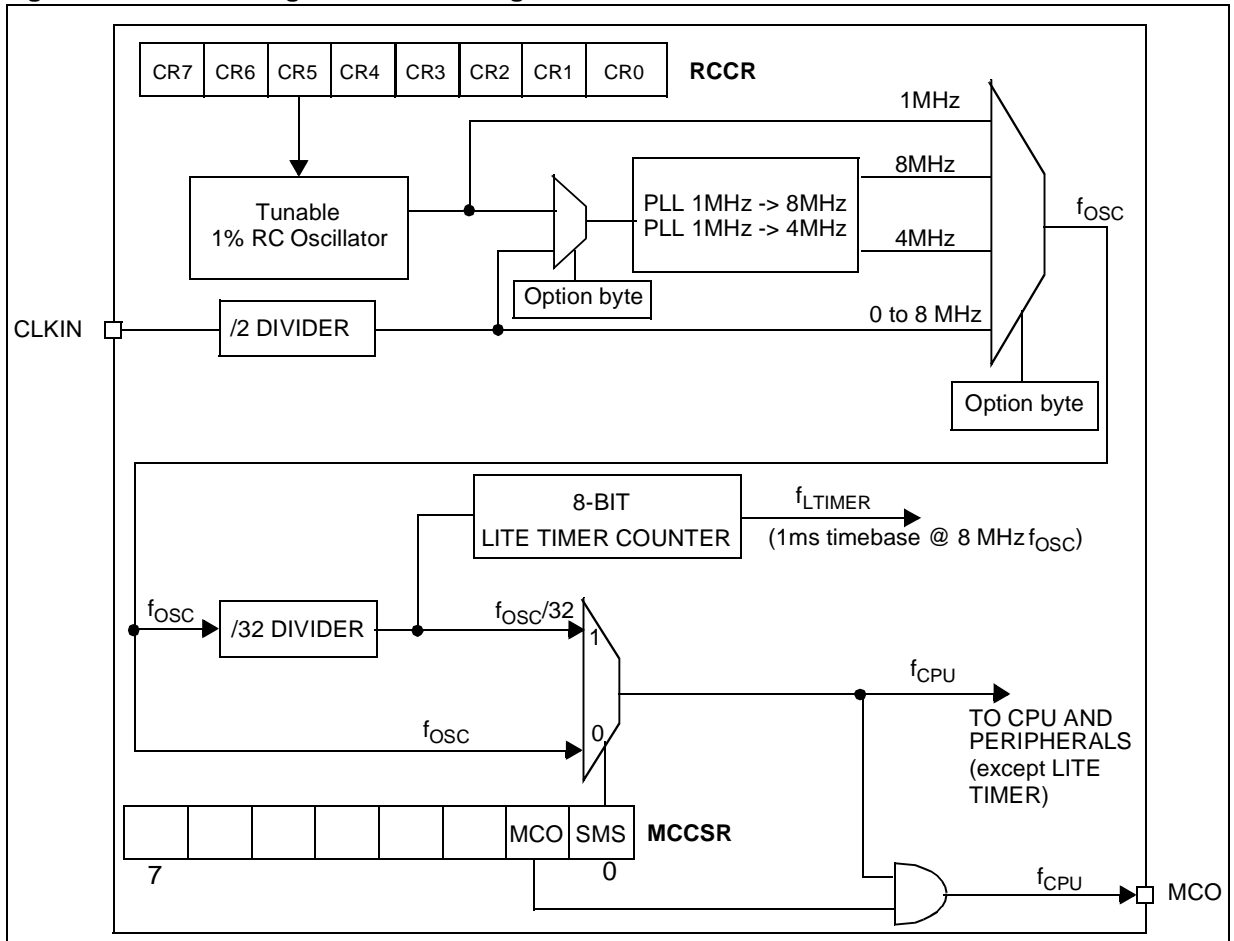 CR7 CR6 CR5 CR4 CR3 CR2 CR1 CR0 RCCR
1MHz
8MHz
Tunable
1% RC Oscillator
PLL 1MHz -> 8MHz
PLL 1MHz -> 4MHz
fOSC
4MHz
Option byte
CLKIN
/2 DIVIDER
0 to 8 MHz
Option byte
8-BIT
LITE TIMER COUNTER
fLTIMER
(1ms timebase @ 8 MHz fOSC)
fOSC
/32 DIVIDER
fOSC/32
1
fCPU
TO CPU AND
PERIPHERALS
(except LITE
TIMER)
fOSC
0
MCO SMS MCCSR
7 0
fCPU
MCO